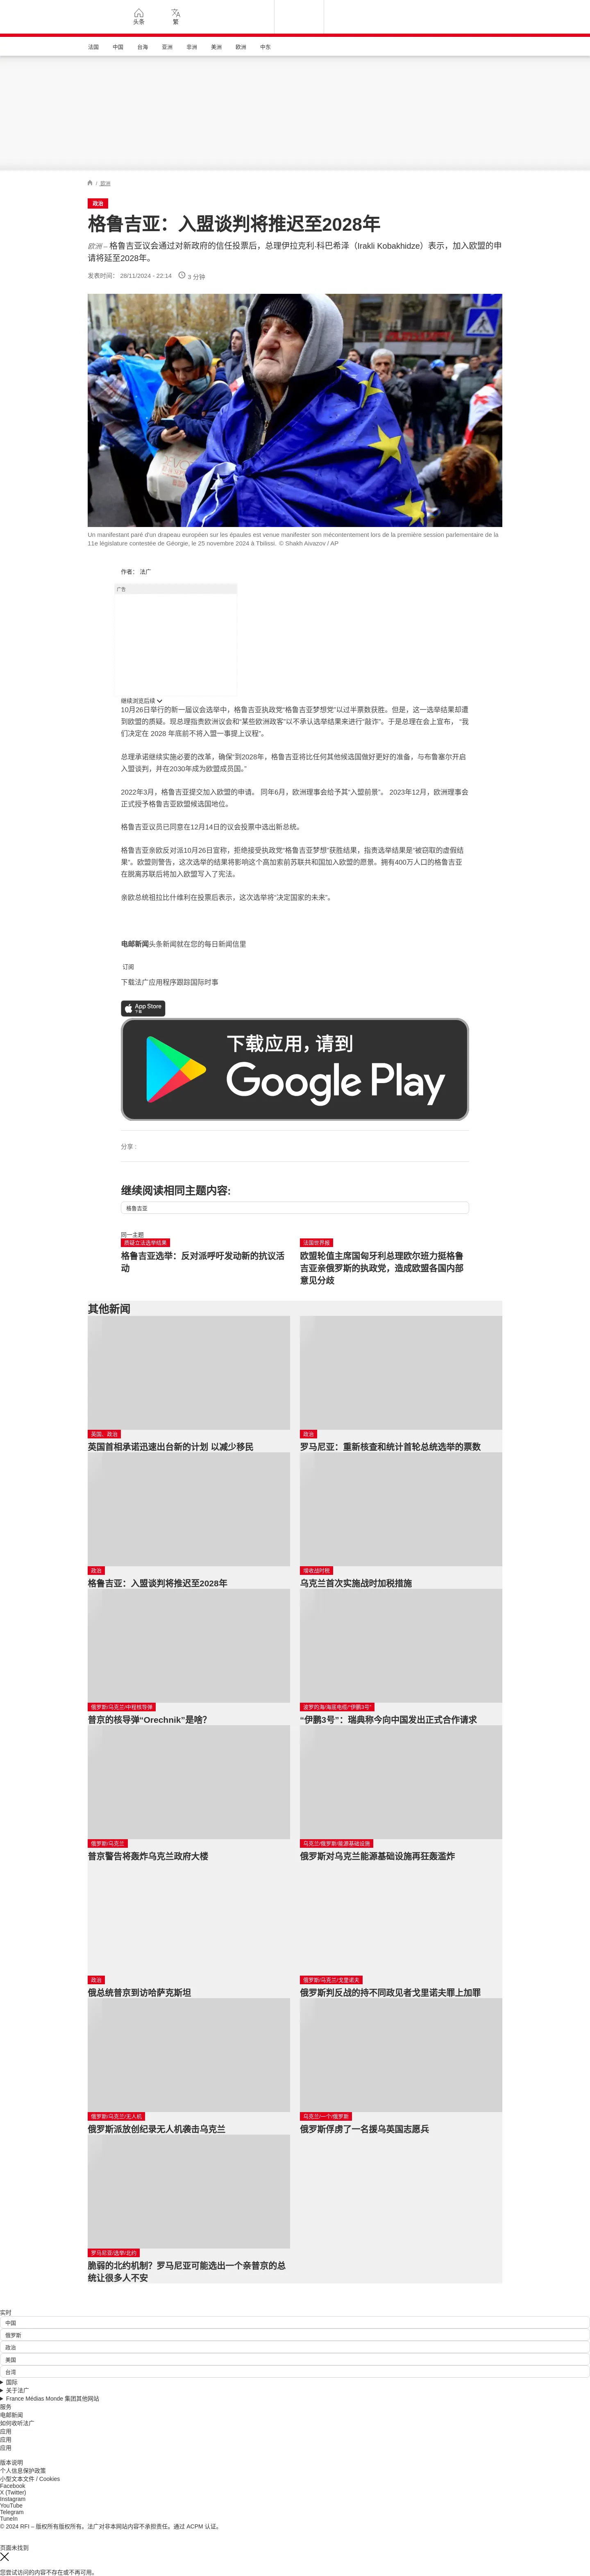 头条
繁
法国
中国
台海
亚洲
非洲
美洲
欧洲
中东
/ 欧洲
政治
格鲁吉亚：入盟谈判将推迟至2028年
欧洲 – 格鲁吉亚议会通过对新政府的信任投票后，总理伊拉克利·科巴希泽（Irakli Kobakhidze）表示，加入欧盟的申请将延至2028年。
发表时间： 28/11/2024 - 22:14
3 分钟
Un manifestant paré d'un drapeau européen sur les épaules est venue manifester son mécontentement lors de la première session parlementaire de la
11e législature contestée de Géorgie, le 25 novembre 2024 à Tbilissi. © Shakh Aivazov / AP
作者： 法广
广告
继续浏览后续
10月26日举行的新一届议会选举中，格鲁吉亚执政党“格鲁吉亚梦想党”以过半票数获胜。但是，这一选举结果却遭到欧盟的质疑。现总理指责欧洲议会和“某些欧洲政客”以不承认选举结果来进行“敲诈”。于是总理在会上宣布， “我们决定在 2028 年底前不将入盟一事提上议程”。
总理承诺继续实施必要的改革，确保“到2028年，格鲁吉亚将比任何其他候选国做好更好的准备，与布鲁塞尔开启入盟谈判，并在2030年成为欧盟成员国。”
2022年3月，格鲁吉亚提交加入欧盟的申请。 同年6月，欧洲理事会给予其“入盟前景”。 2023年12月，欧洲理事会正式授予格鲁吉亚欧盟候选国地位。
格鲁吉亚议员已同意在12月14日的议会投票中选出新总统。
格鲁吉亚亲欧反对派10月26日宣称，拒绝接受执政党“格鲁吉亚梦想”获胜结果，指责选举结果是“被窃取的虚假结果”。欧盟则警告，这次选举的结果将影响这个高加索前苏联共和国加入欧盟的愿景。拥有400万人口的格鲁吉亚在脱离苏联后将加入欧盟写入了宪法。
亲欧总统祖拉比什维利在投票后表示，这次选举将“决定国家的未来”。
电邮新闻头条新闻就在您的每日新闻信里
订阅
下载法广应用程序跟踪国际时事
App Store
下载
下载应用，请到
Google Play
分享 :
继续阅读相同主题内容:
格鲁吉亚
同一主题
质疑立法选举结果
格鲁吉亚选举：反对派呼吁发动新的抗议活动
法国世界报
欧盟轮值主席国匈牙利总理欧尔班力挺格鲁吉亚亲俄罗斯的执政党，造成欧盟各国内部意见分歧
其他新闻
英国、政治
英国首相承诺迅速出台新的计划 以减少移民
政治
罗马尼亚：重新核查和统计首轮总统选举的票数
政治
格鲁吉亚：入盟谈判将推迟至2028年
增收战时税
乌克兰首次实施战时加税措施
俄罗斯/乌克兰/中程核导弹
普京的核导弹“Orechnik”是啥?
波罗的海/海底电缆/“伊鹏3号”
“伊鹏3号”：瑞典称今向中国发出正式合作请求
俄罗斯/乌克兰
普京警告将轰炸乌克兰政府大楼
乌克兰/俄罗斯/能源基础设施
俄罗斯对乌克兰能源基础设施再狂轰滥炸
政治
俄总统普京到访哈萨克斯坦
俄罗斯/乌克兰/戈里诺夫
俄罗斯判反战的持不同政见者戈里诺夫罪上加罪
俄罗斯/乌克兰/无人机
俄罗斯派放创纪录无人机袭击乌克兰
乌克兰/一个/俄罗斯
俄罗斯俘虏了一名援乌英国志愿兵
罗马尼亚/选举/北约
脆弱的北约机制？罗马尼亚可能选出一个亲普京的总统让很多人不安
实时
中国
俄罗斯
政治
美国
台湾
国际
关于法广
France Médias Monde 集团其他网站
服务
电邮新闻
如何收听法广
应用
应用
应用
版本说明
个人信息保护政策
小型文本文件 / Cookies
Facebook
X (Twitter)
Instagram
YouTube
Telegram
TuneIn
© 2024 RFI – 版权所有版权所有。法广对非本网站内容不承担责任。通过 ACPM 认证。
页面未找到
您尝试访问的内容不存在或不再可用。